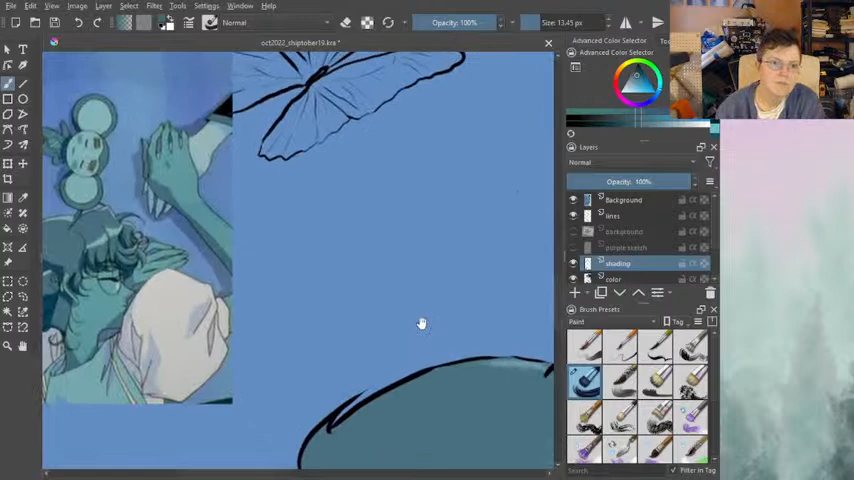 File Edit View Image Layer Select Filter Tools Settings Window Help
Normal
Opacity: 100%
Size: 13.45 px
oct2022_shiptober19.kra *
Advanced Color Selector
Advanced Color Selector
Layers
Normal
Opacity: 100%
Background
lines
background
purple sketch
shading
color
Brush Presets
Paint
Tag
Search
Filter in Tag